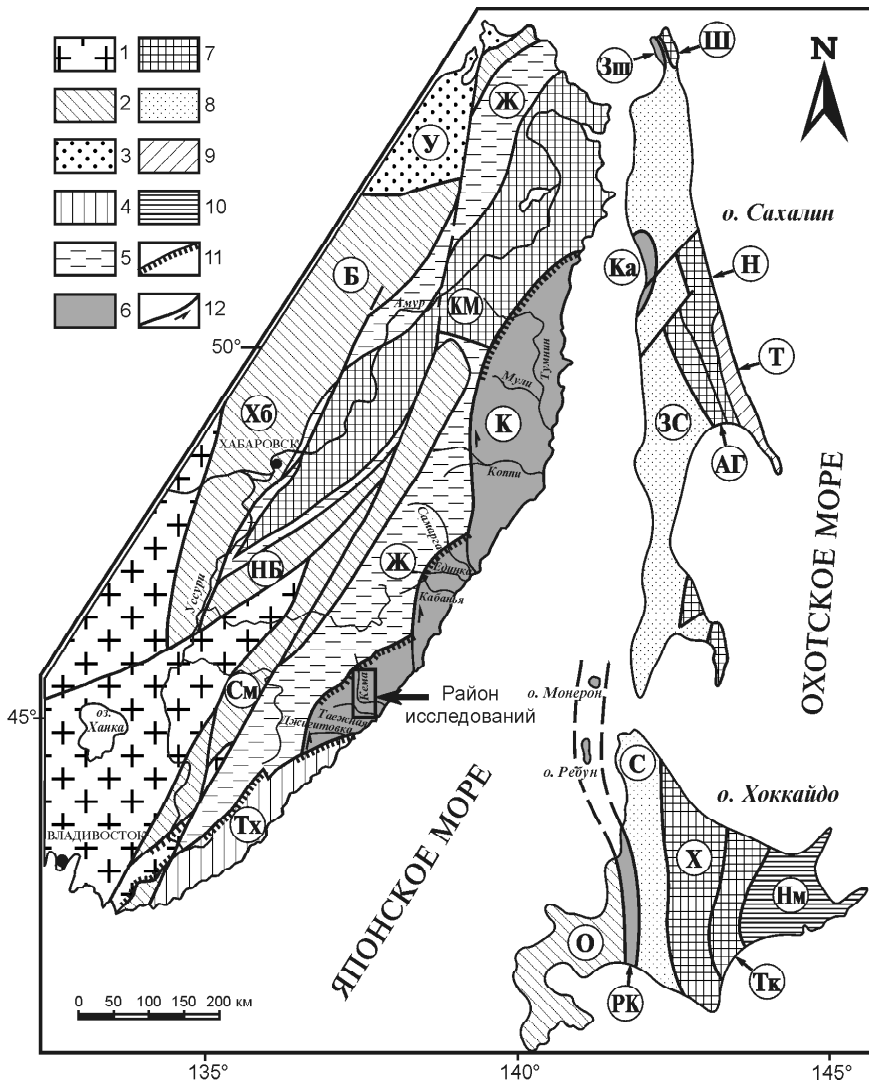 1
7
2
8
3
9
4
10
5
11
6
12
N
Зш
Ш
Ж
У
о. Сахалин
Б
Ка
Н
Амур
КМ
50°
Т
Тумнин
Мули
Хб
ХАБАРОВСК
К
ЗС
АГ
Коппи
Самарга
НБ
Ж
Единка
Уссури
Кабанья
ОХОТСКОЕ МОРЕ
См
Кема
Район
исследований
о. Монерон
45°
оз.
Ханка
Таежная
Джигитовка
о. Ребун
С
о. Хоккайдо
Тх
ВЛАДИВОСТОК
ЯПОНСКОЕ МОРЕ
Х
Нм
О
РК
Тк
0 50 100 150 200 км
135°
140°
145°